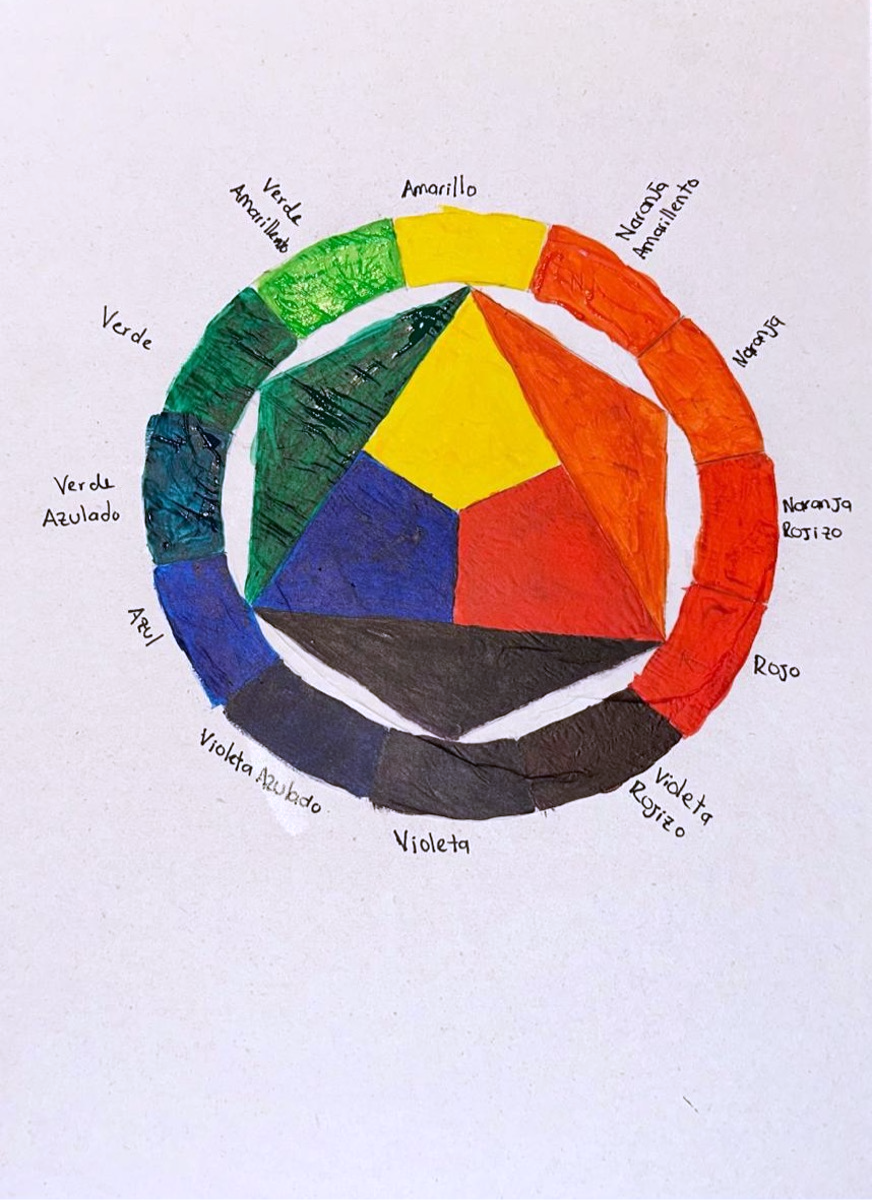 Amarillo
Naranja
Amarillento
Naranja
Naranja
Rojizo
Rojo
Violeta
Rojizo
Violeta
Violeta Azulado
Azul
Verde
Azulado
Verde
Verde
Amarillento